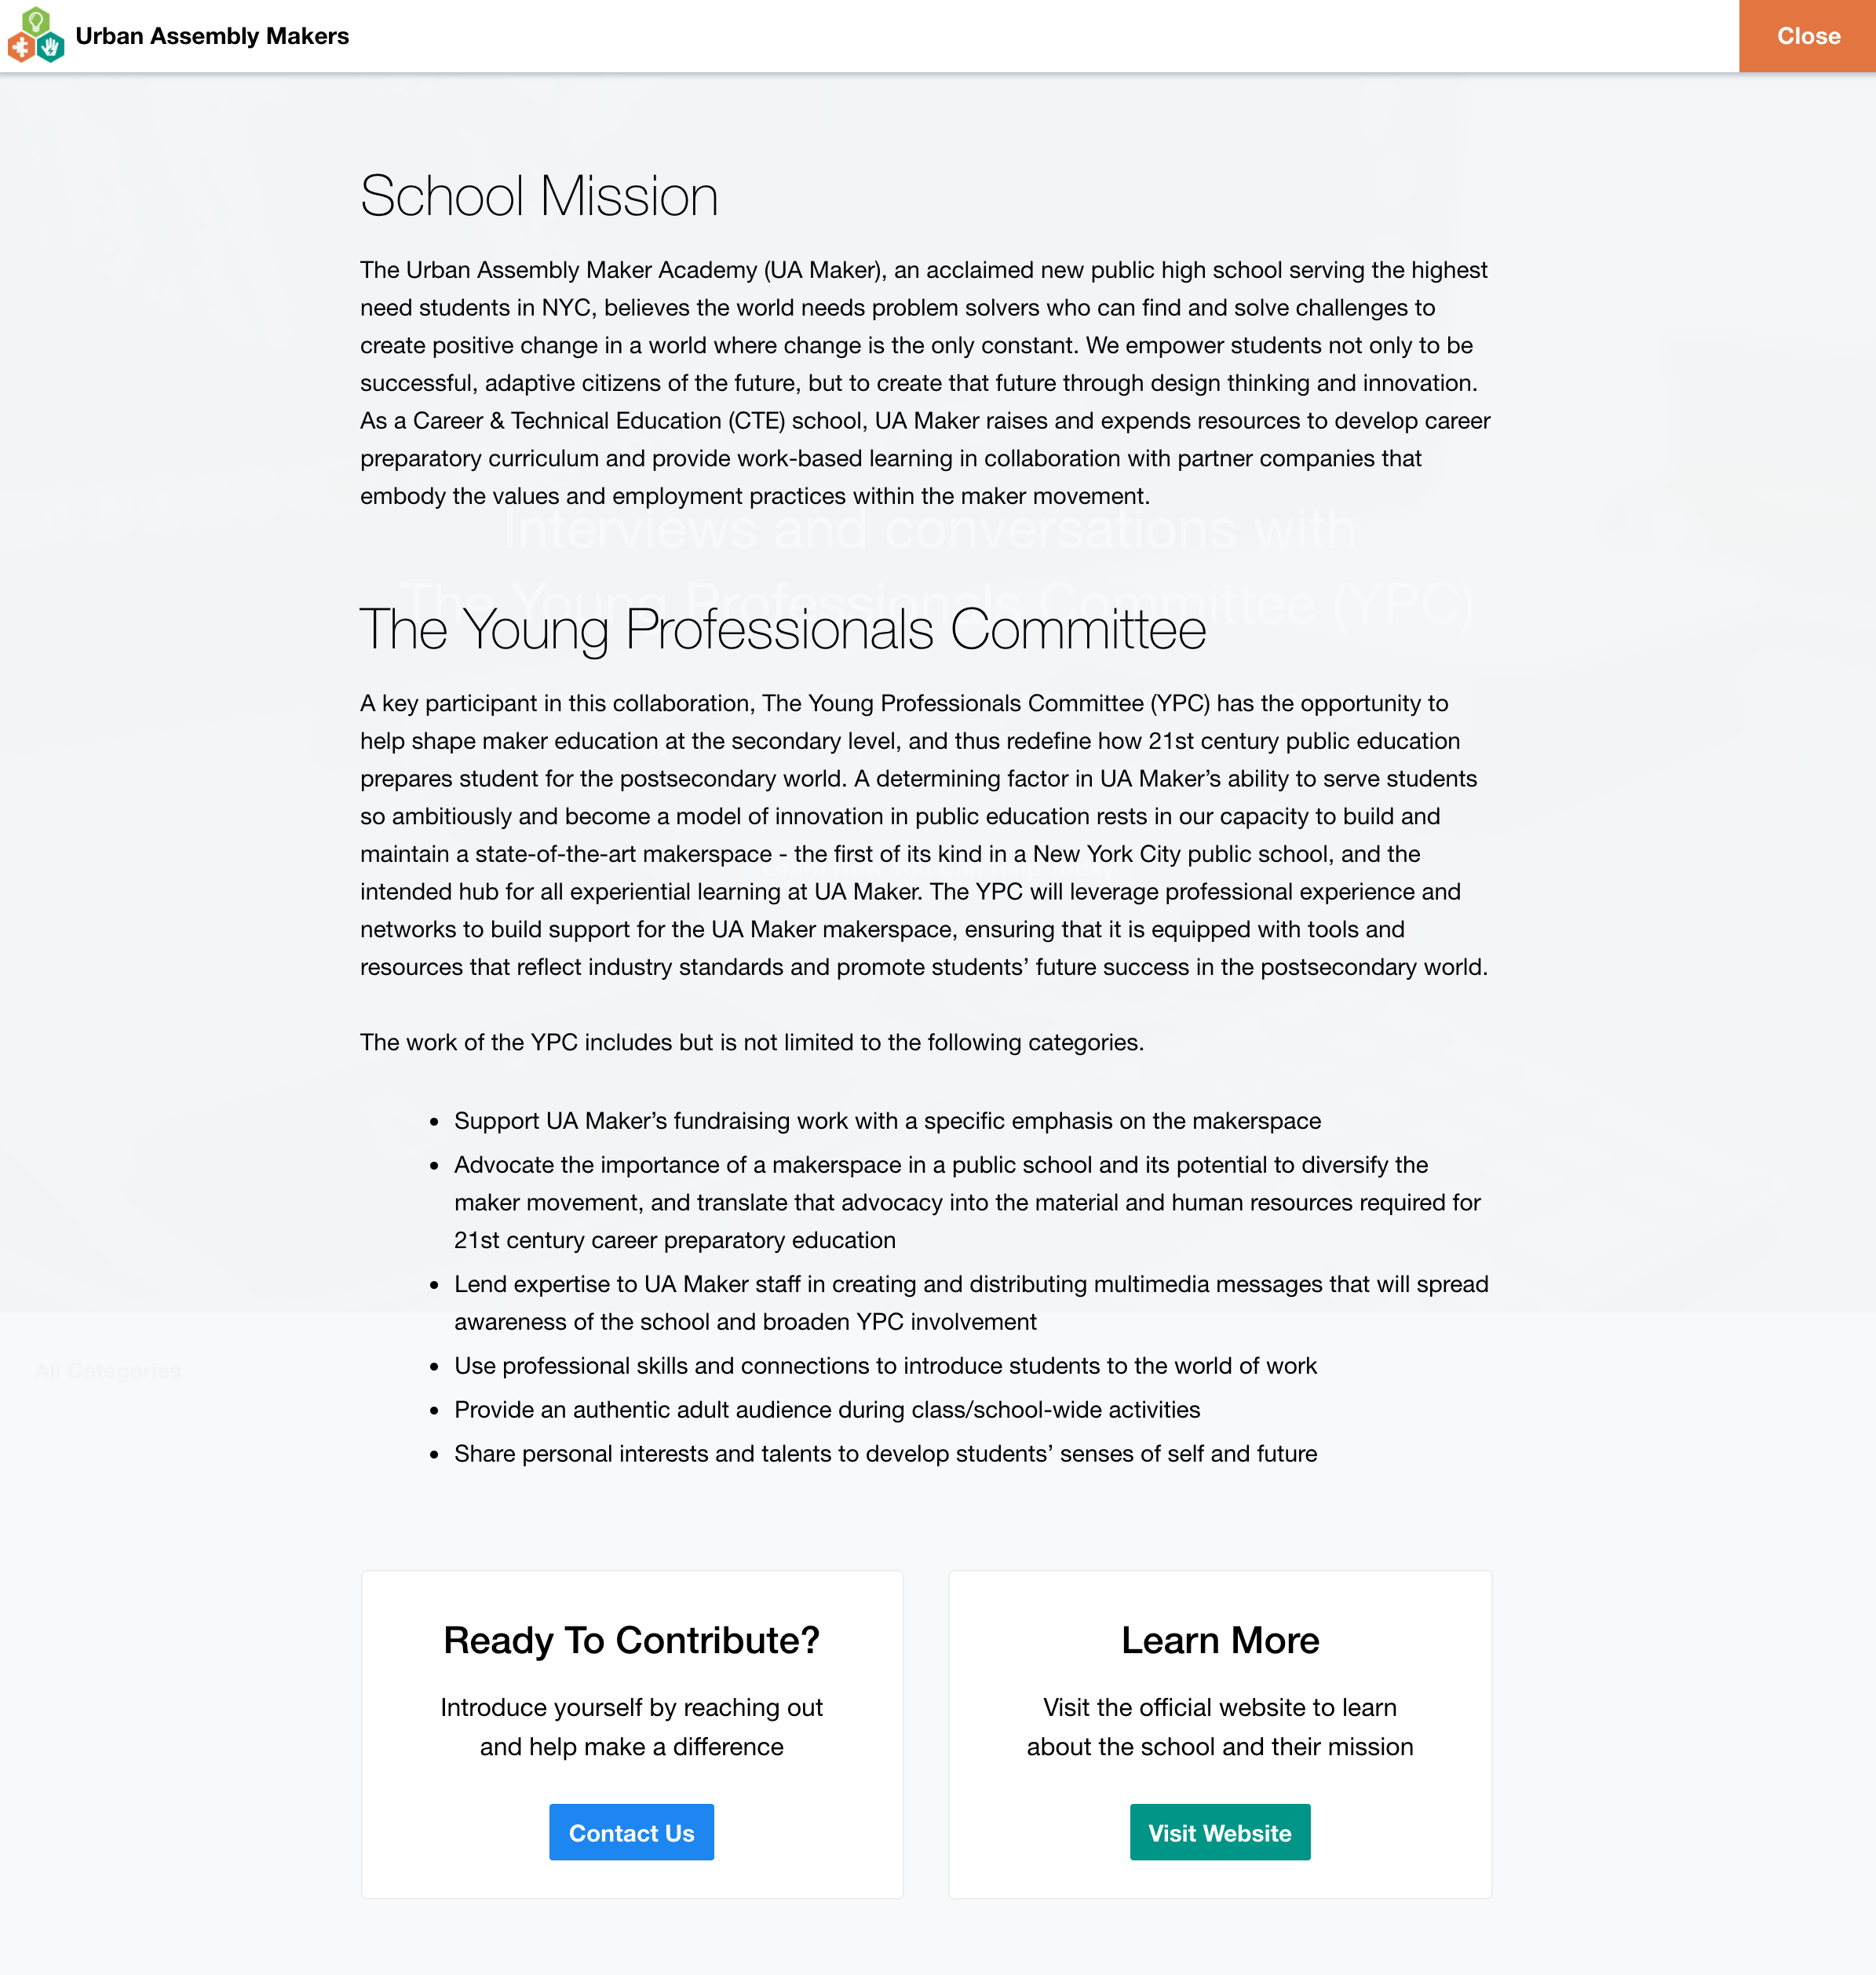 Urban Assembly Makers
Close
School Mission
The Urban Assembly Maker Academy (UA Maker), an acclaimed new public high school serving the highest
need students in NYC, believes the world needs problem solvers who can find and solve challenges to
create positive change in a world where change is the only constant. We empower students not only to be
successful, adaptive citizens of the future, but to create that future through design thinking and innovation.
As a Career & Technical Education (CTE) school, UA Maker raises and expends resources to develop career
preparatory curriculum and provide work-based learning in collaboration with partner companies that
embody the values and employment practices within the maker movement.
Interviews and conversations with
The Young Professionals Committee (YPC)
The Young Professionals Committee
A key participant in this collaboration, The Young Professionals Committee (YPC) has the opportunity to
help shape maker education at the secondary level, and thus redefine how 21st century public education
prepares student for the postsecondary world. A determining factor in UA Maker’s ability to serve students
so ambitiously and become a model of innovation in public education rests in our capacity to build and
maintain a state-of-the-art makerspace - the first of its kind in a New York City public school, and the
intended hub for all experiential learning at UA Maker. The YPC will leverage professional experience and
networks to build support for the UA Maker makerspace, ensuring that it is equipped with tools and
resources that reflect industry standards and promote students’ future success in the postsecondary world.
The work of the YPC includes but is not limited to the following categories.
• Support UA Maker’s fundraising work with a specific emphasis on the makerspace
• Advocate the importance of a makerspace in a public school and its potential to diversify the
maker movement, and translate that advocacy into the material and human resources required for
21st century career preparatory education
• Lend expertise to UA Maker staff in creating and distributing multimedia messages that will spread
awareness of the school and broaden YPC involvement
All Categories
• Use professional skills and connections to introduce students to the world of work
• Provide an authentic adult audience during class/school-wide activities
• Share personal interests and talents to develop students’ senses of self and future
Ready To Contribute?
Introduce yourself by reaching out
and help make a difference
Contact Us
Learn More
Visit the official website to learn
about the school and their mission
Visit Website